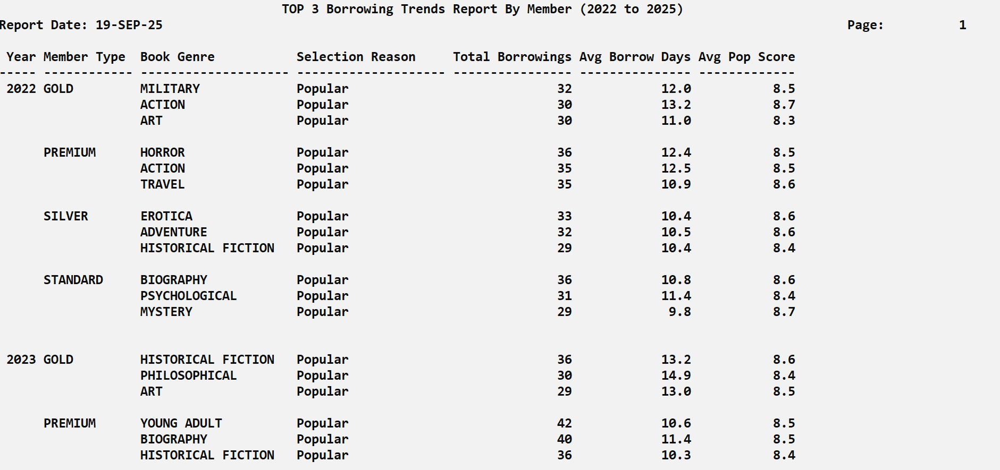 TOP 3 Borrowing Trends Report By Member (2022 to 2025)
Report Date: 19-SEP-25 Page: 1
Year Member Type Book Genre Selection Reason Total Borrowings Avg Borrow Days Avg Pop Score
----- ------------ -------------------- -------------------- ---------------- --------------- -------------
2022 GOLD MILITARY Popular 32 12.0 8.5
ACTION Popular 30 13.2 8.7
ART Popular 30 11.0 8.3
PREMIUM HORROR Popular 36 12.4 8.5
ACTION Popular 35 12.5 8.5
TRAVEL Popular 35 10.9 8.6
SILVER EROTICA Popular 33 10.4 8.6
ADVENTURE Popular 32 10.5 8.6
HISTORICAL FICTION Popular 29 10.4 8.4
STANDARD BIOGRAPHY Popular 36 10.8 8.6
PSYCHOLOGICAL Popular 31 11.4 8.4
MYSTERY Popular 29 9.8 8.7
2023 GOLD HISTORICAL FICTION Popular 36 13.2 8.6
PHILOSOPHICAL Popular 30 14.9 8.4
ART Popular 29 13.0 8.5
PREMIUM YOUNG ADULT Popular 42 10.6 8.5
BIOGRAPHY Popular 40 11.4 8.5
HISTORICAL FICTION Popular 36 10.3 8.4